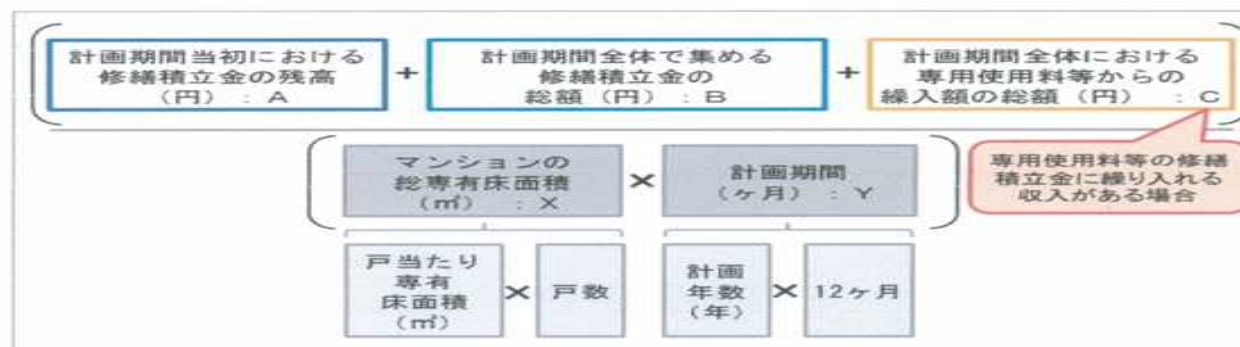 計画期間当初における
修繕積立金の残高
(円) : A
+
計画期間全体で集める
修繕積立金の
総額(円) : B
+
計画期間全体における
専用使用料等からの
繰入額の総額(円) : C
マンションの
総専有床面積
(㎡) : X
×
計画期間
(ヶ月) : Y
専用使用料等の修繕
積立金に繰り入れる
収入がある場合
戸当たり
専有
床面積
(㎡)
×
戸数
計画
年数
(年)
×
12ヶ月